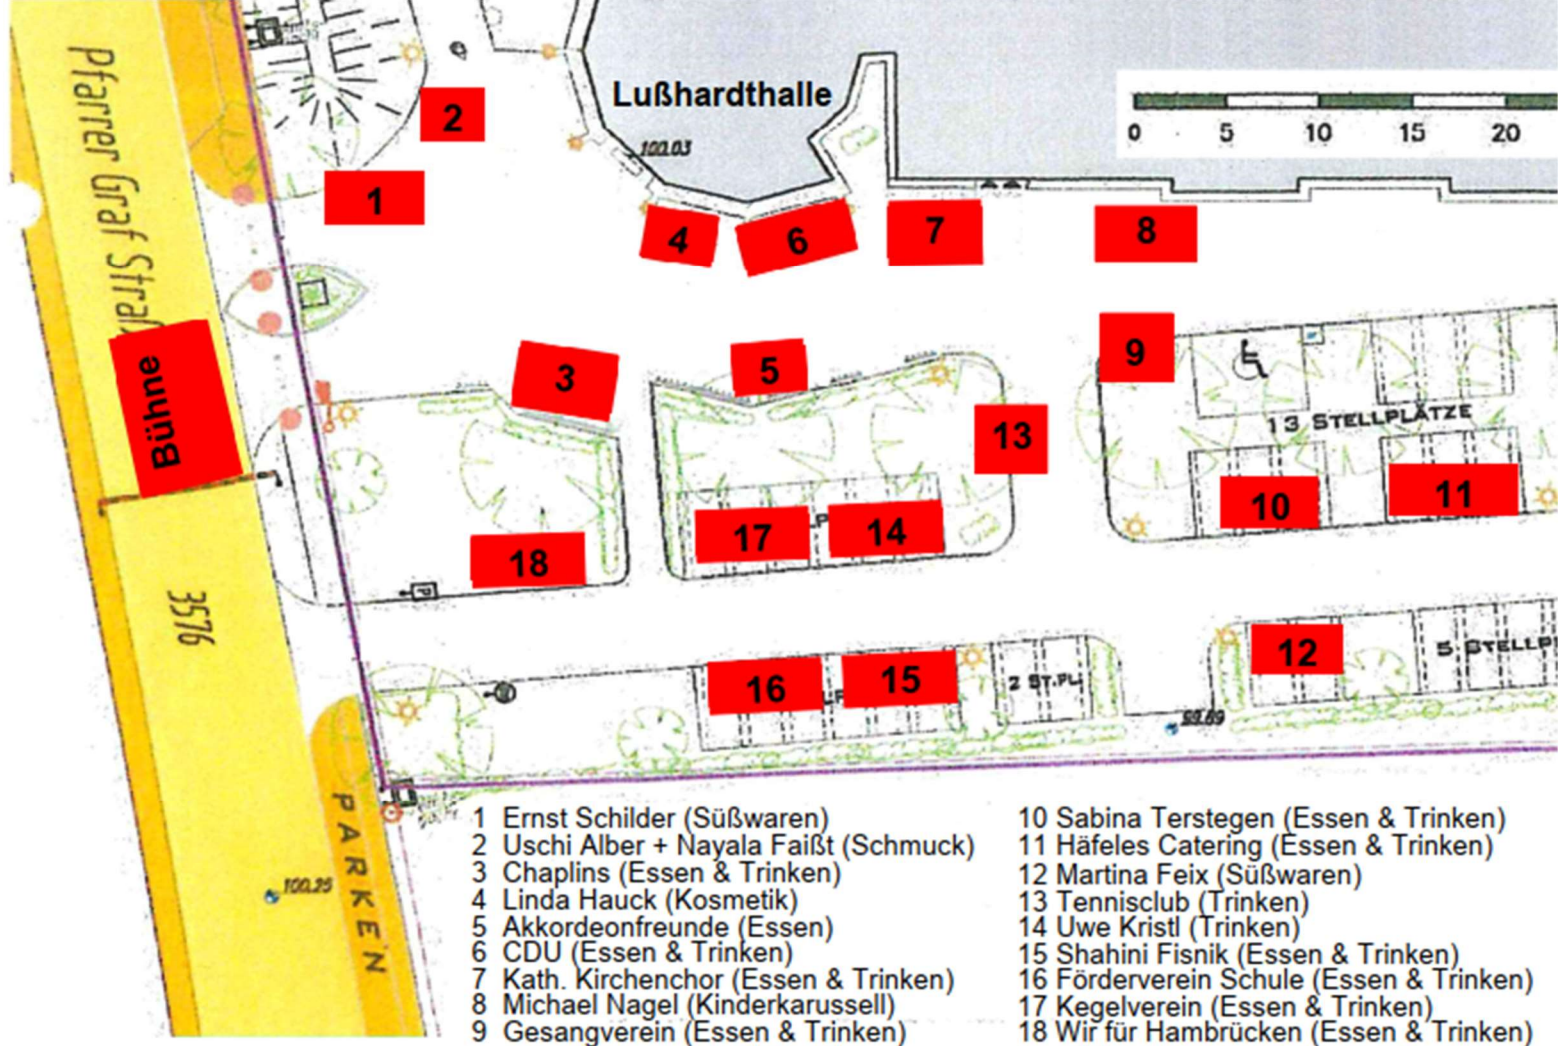 Pfarrer Graf Straß
Lußhardthalle
0 5 10 15 20
2
100.03
1
4
6
7
8
Bühne
3
5
9
13
13 STELLPLÄTZE
10
11
17
14
18
3576
12
5 STELLP
16
15
2 ST.PL
99.69
PARKEN
100.25
1 Ernst Schilder (Süßwaren)
2 Uschi Alber + Nayala Faißt (Schmuck)
3 Chaplins (Essen & Trinken)
4 Linda Hauck (Kosmetik)
5 Akkordeonfreunde (Essen)
6 CDU (Essen & Trinken)
7 Kath. Kirchenchor (Essen & Trinken)
8 Michael Nagel (Kinderkarussell)
9 Gesangverein (Essen & Trinken)
10 Sabina Terstegen (Essen & Trinken)
11 Häfeles Catering (Essen & Trinken)
12 Martina Feix (Süßwaren)
13 Tennisclub (Trinken)
14 Uwe Kristl (Trinken)
15 Shahini Fisnik (Essen & Trinken)
16 Förderverein Schule (Essen & Trinken)
17 Kegelverein (Essen & Trinken)
18 Wir für Hambrücken (Essen & Trinken)